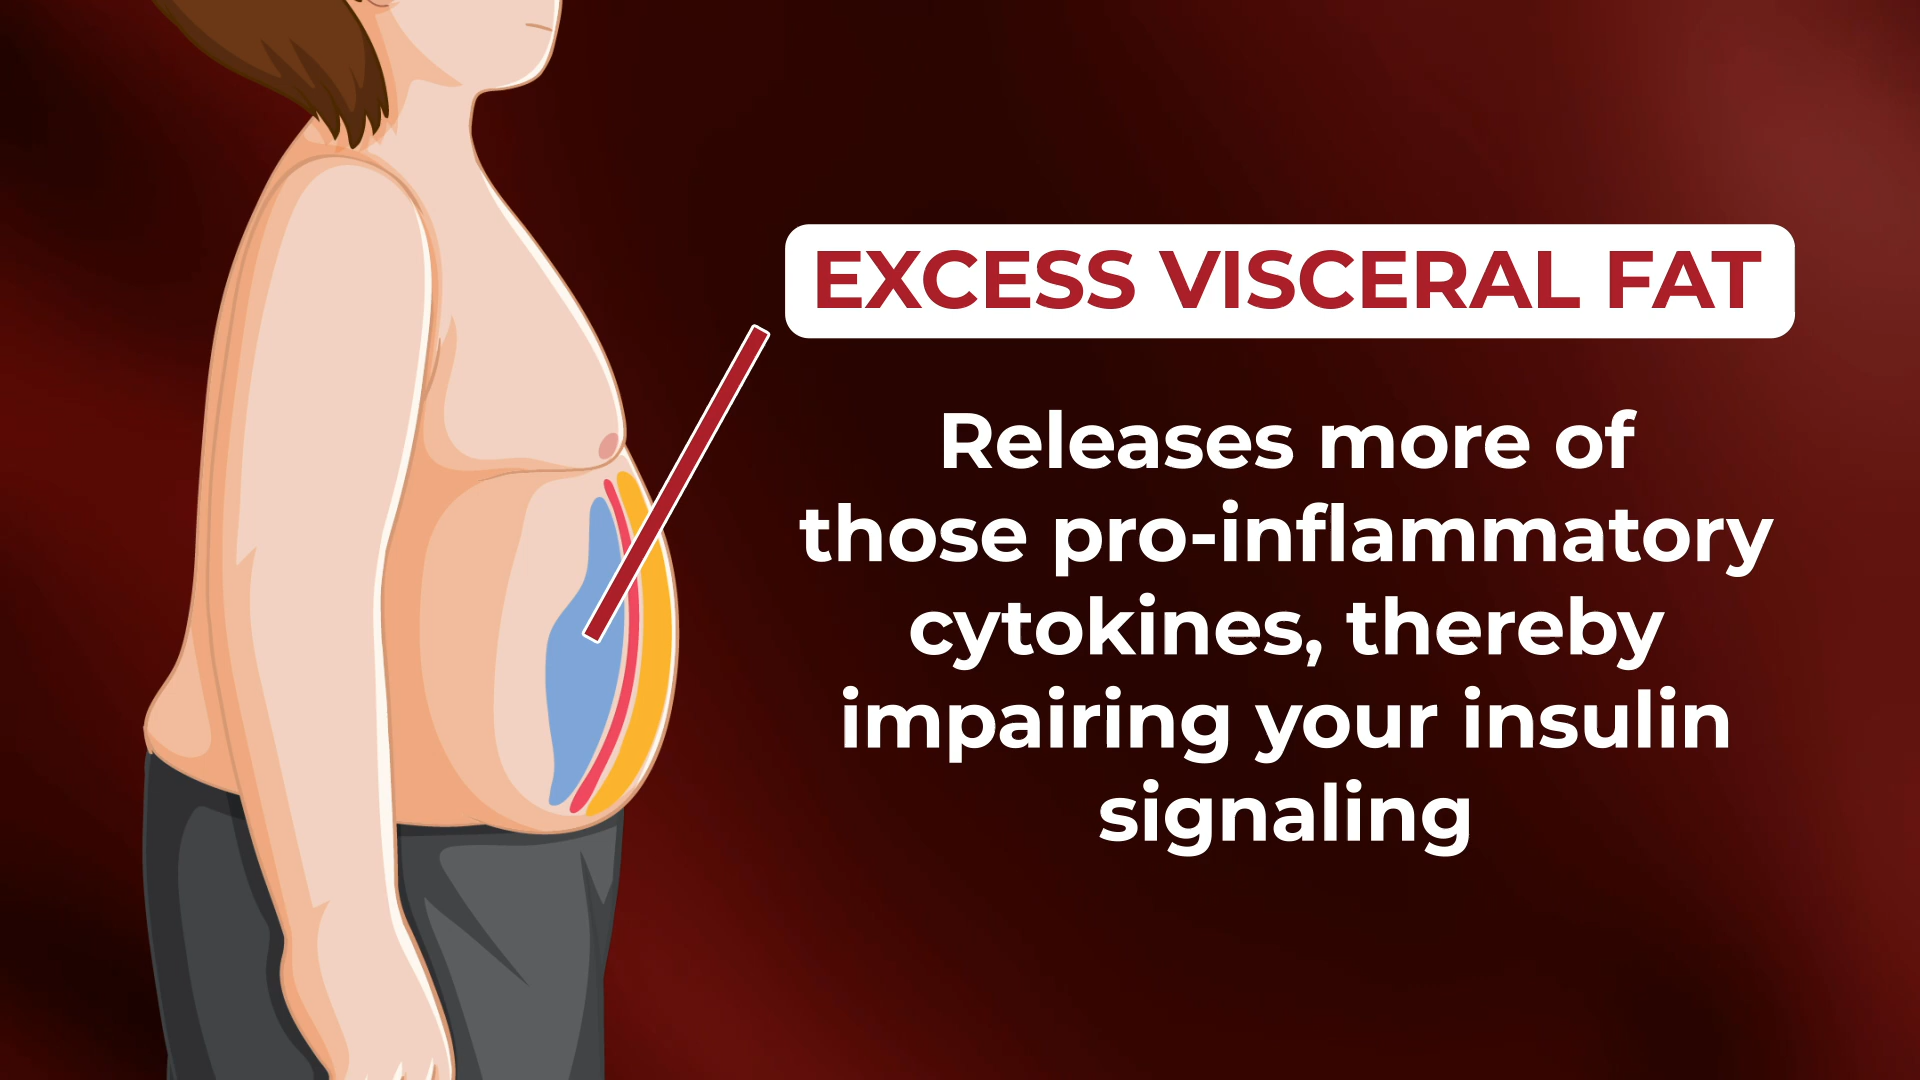 EXCESS VISCERAL FAT
Releases more of
those pro-inflammatory
cytokines, thereby
impairing your insulin
signaling